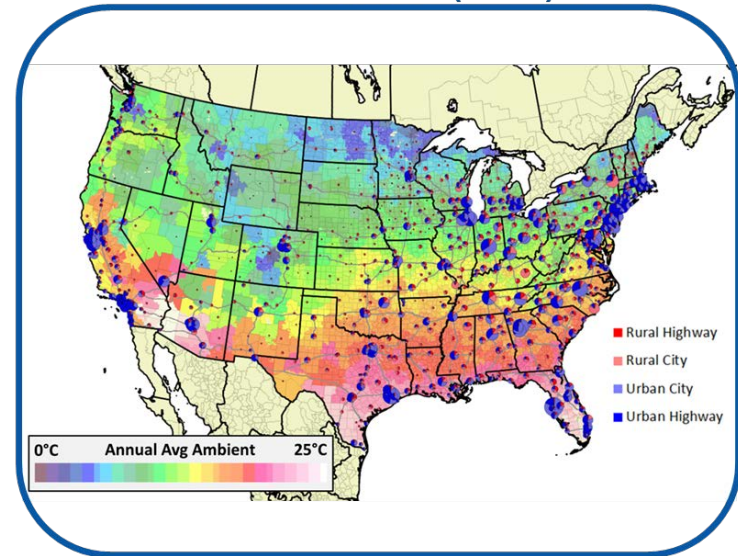 Rural Highway
Rural City
Urban City
Urban Highway
0°C Annual Avg Ambient 25°C